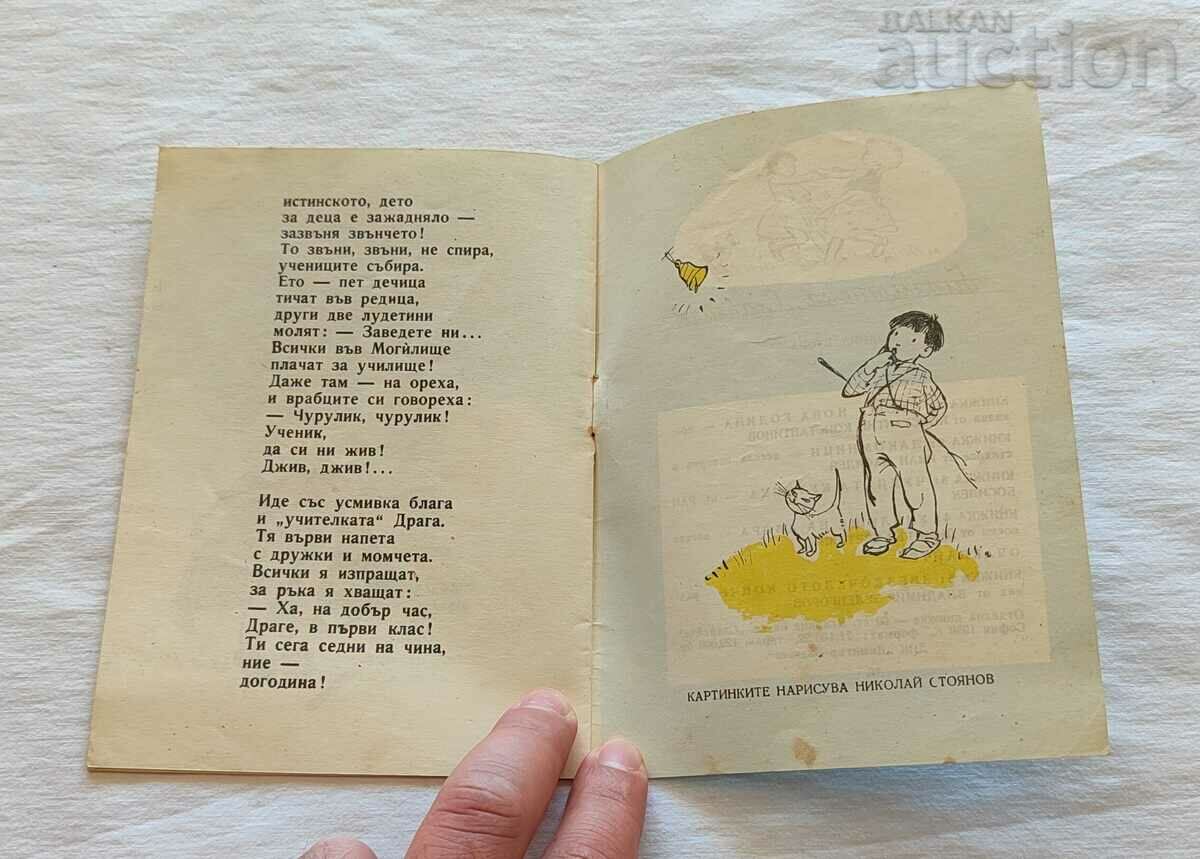 BALKAN
auction
истинското, дето
за деца е зажадняло —
зазвъня звънчето!
То звъни, звъни, не спира,
учениците събира.
Ето — пет дечица
тичат във редица,
други две лудетини
молят: — Заведете ни...
Всички във Могѝлище
плачат за училище!
Даже там — на ореха,
и врабците си говореха:
— Чурулик, чурулик!
Ученик,
да си ни жив!
Джив, джив!...
Иде със усмивка блага
и „учителката“ Драга.
Тя върви напета
с дружки и момчета.
Всички я изпращат,
за ръка я хващат:
— Ха, на добър час,
Драге, в първи клас!
Ти сега седни на чина,
ние —
догодина!
КАРТИНКИТЕ НАРИСУВА НИКОЛАЙ СТОЯНОВ